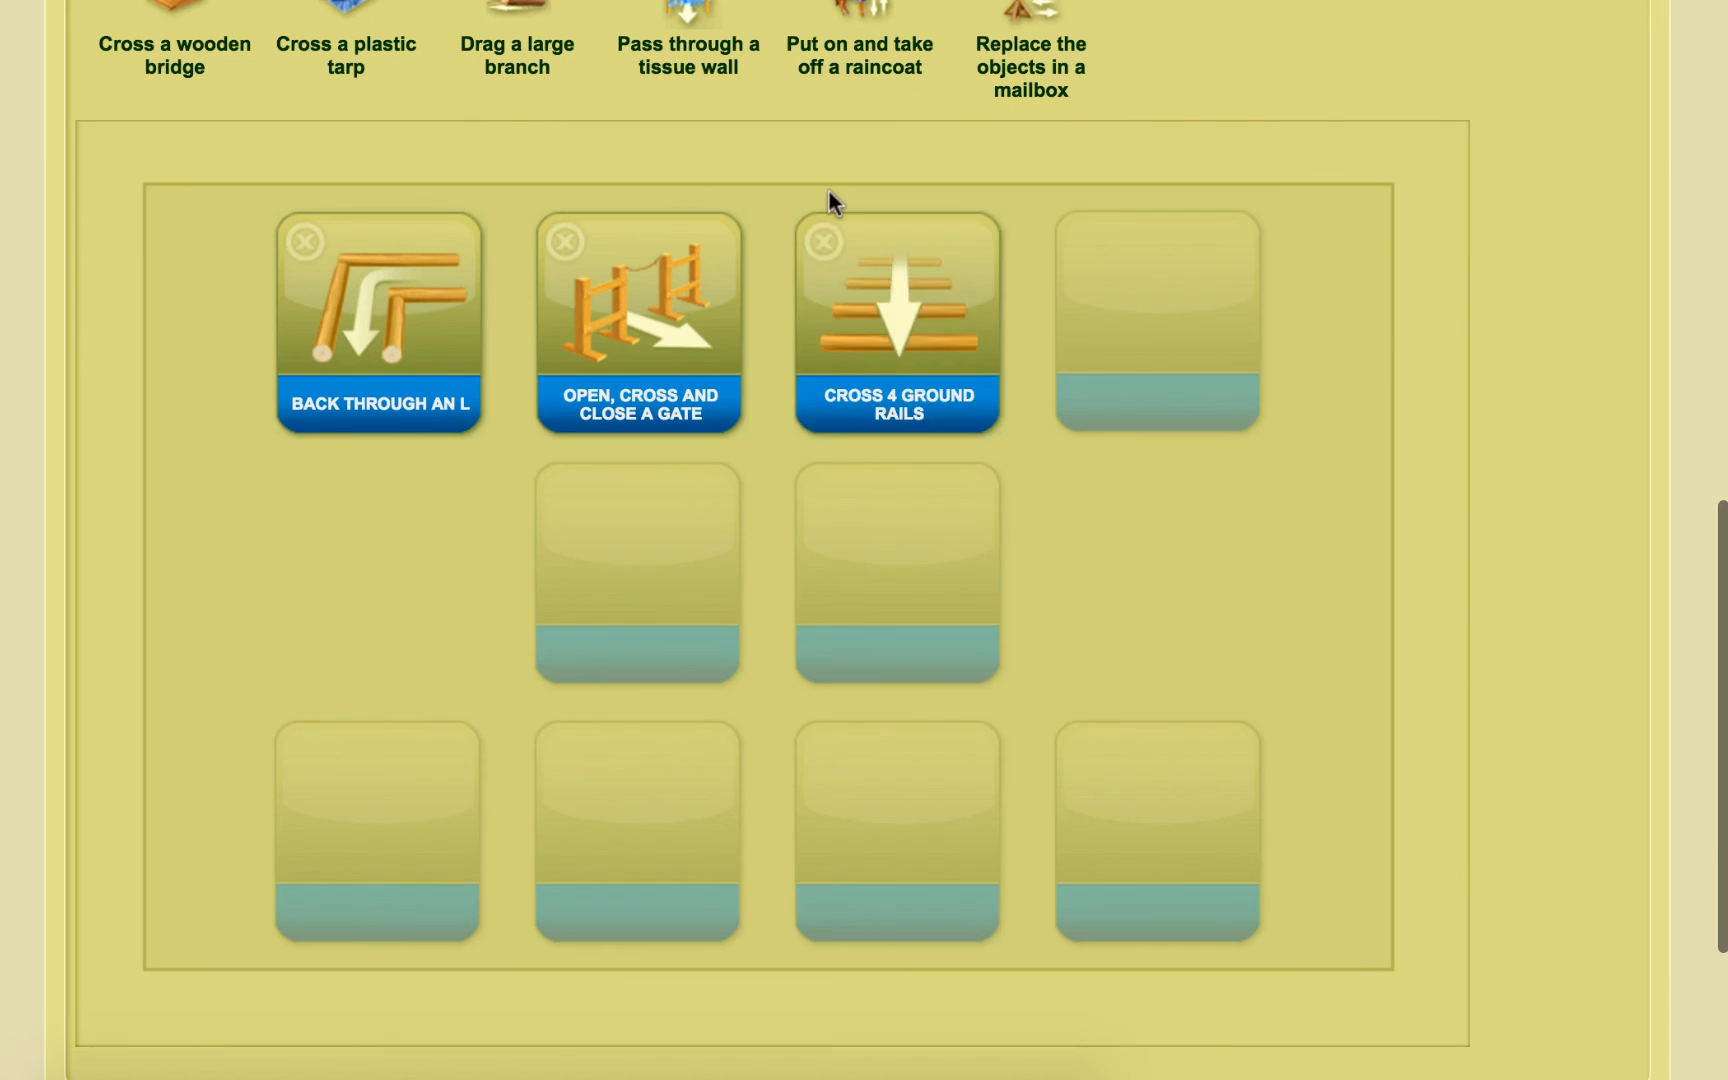 Cross a wooden
bridge
Cross a plastic
tarp
Drag a large
branch
Pass through a
tissue wall
Put on and take
off a raincoat
Replace the
objects in a
mailbox
BACK THROUGH AN L
OPEN, CROSS AND
CLOSE A GATE
CROSS 4 GROUND
RAILS